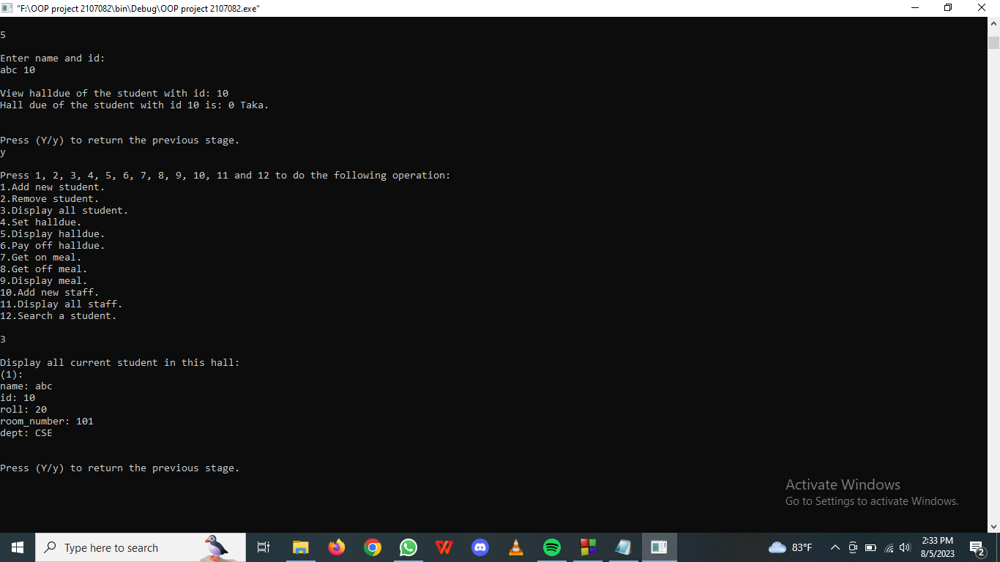 "F:\OOP project 2107082\bin\Debug\OOP project 2107082.exe"
5
Enter name and id:
abc 10
View halldue of the student with id: 10
Hall due of the student with id 10 is: 0 Taka.
Press (Y/y) to return the previous stage.
y
Press 1, 2, 3, 4, 5, 6, 7, 8, 9, 10, 11 and 12 to do the following operation:
1.Add new student.
2.Remove student.
3.Display all student.
4.Set halldue.
5.Display halldue.
6.Pay off halldue.
7.Get on meal.
8.Get off meal.
9.Display meal.
10.Add new staff.
11.Display all staff.
12.Search a student.
3
Display all current student in this hall:
(1):
name: abc
id: 10
roll: 20
room_number: 101
dept: CSE
Press (Y/y) to return the previous stage.
Activate Windows
Go to Settings to activate Windows.
Type here to search
83°F
2:33 PM
8/5/2023
2